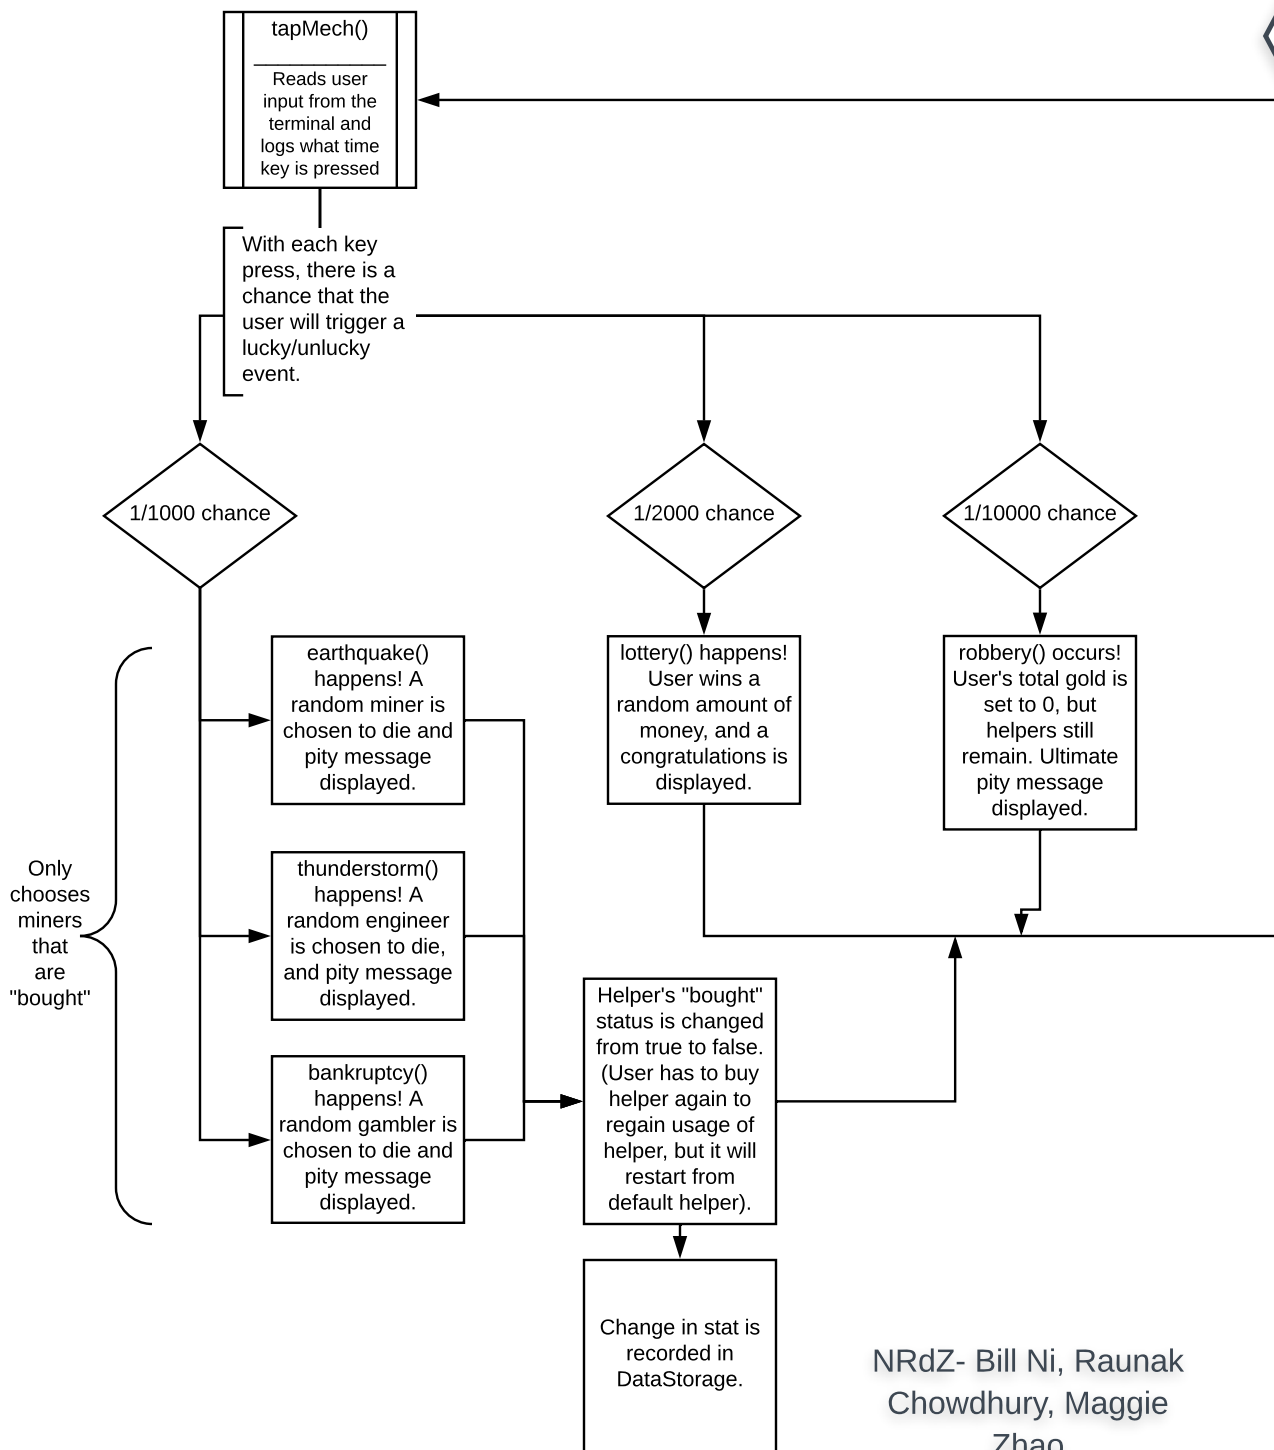 tapMech()
Reads user
input from the
terminal and
logs what time
key is pressed
With each key
press, there is a
chance that the
user will trigger a
lucky/unlucky
event.
1/1000 chance
1/2000 chance
1/10000 chance
earthquake()
happens! A
random miner is
chosen to die and
pity message
displayed.
lottery() happens!
User wins a
random amount of
money, and a
congratulations is
displayed.
robbery() occurs!
User's total gold is
set to 0, but
helpers still
remain. Ultimate
pity message
displayed.
Only
chooses
miners
that
are
"bought"
thunderstorm()
happens! A
random engineer
is chosen to die,
and pity message
displayed.
bankruptcy()
happens! A
random gambler is
chosen to die and
pity message
displayed.
Helper's "bought"
status is changed
from true to false.
(User has to buy
helper again to
regain usage of
helper, but it will
restart from
default helper).
Change in stat is
recorded in
DataStorage.
NRdZ- Bill Ni, Raunak
Chowdhury, Maggie
Zhao